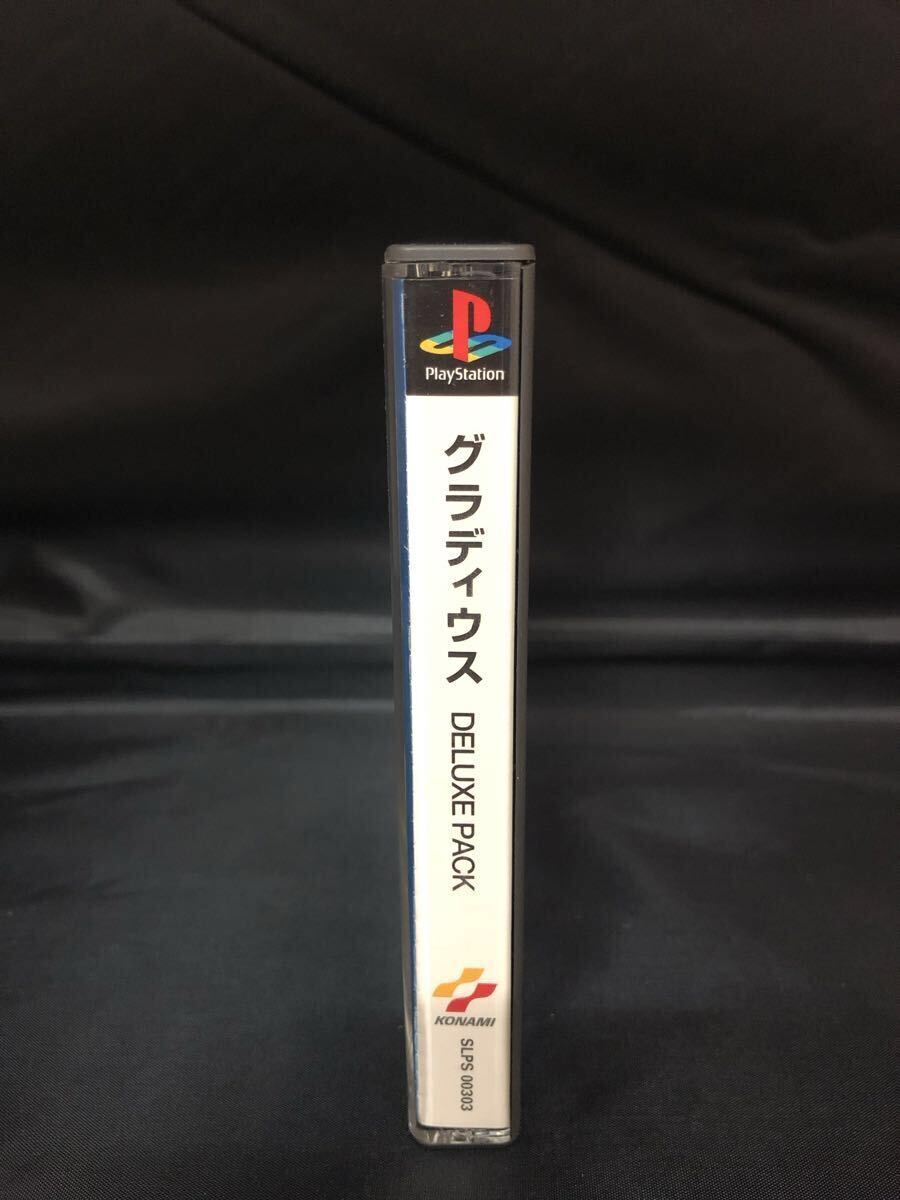 PlayStation
グラディウス
DELUXE PACK
KONAMI
SLPS 00303